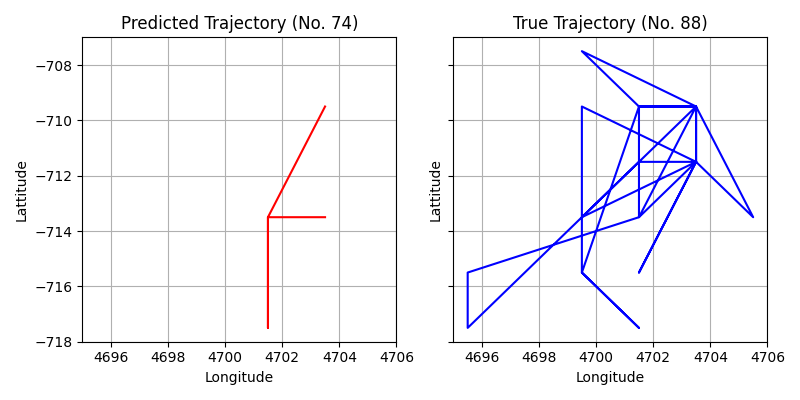 Predicted Trajectory (No. 74)
True Trajectory (No. 88)
Lattitude
−708
−710
−712
−714
−716
−718
4696 4698 4700 4702 4704 4706
Longitude
Lattitude
4696 4698 4700 4702 4704 4706
Longitude